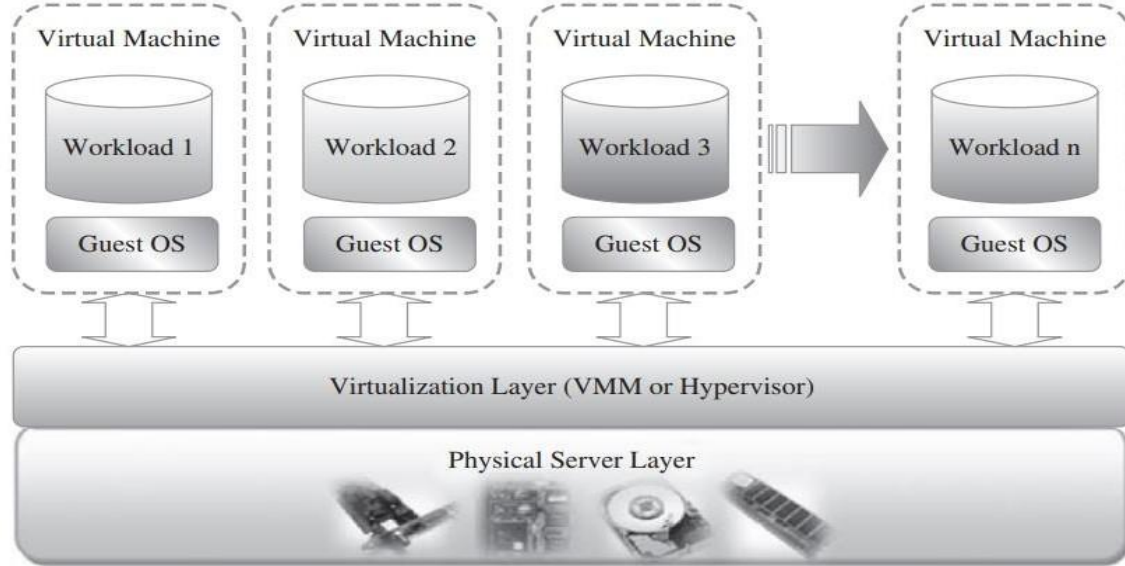 Virtual Machine
Workload 1
Guest OS
Virtual Machine
Workload 2
Guest OS
Virtual Machine
Workload 3
Guest OS
Virtual Machine
Workload n
Guest OS
Virtualization Layer (VMM or Hypervisor)
Physical Server Layer